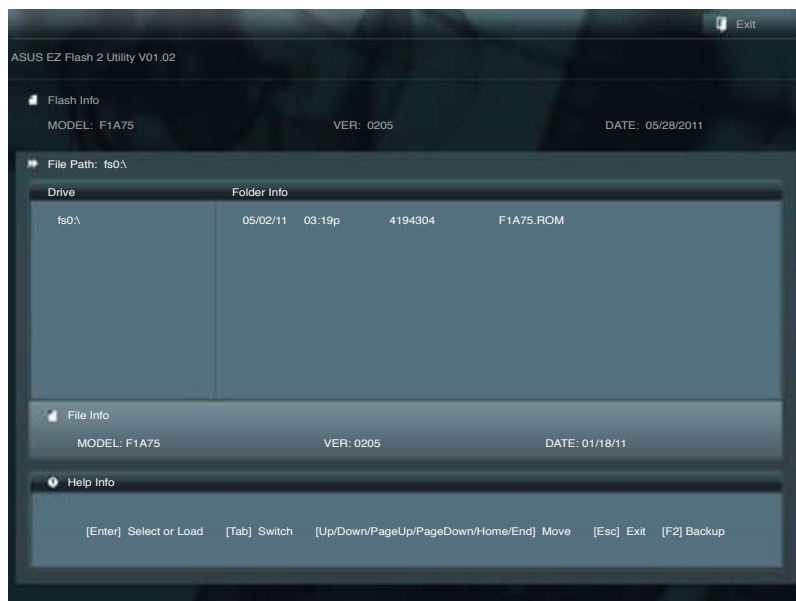 Exit
ASUS EZ Flash 2 Utility V01.02
Flash Info
MODEL: F1A75 VER: 0205 DATE: 05/28/2011
File Path: fs0:\
Drive Folder Info
fs0:\ 05/02/11 03:19p 4194304 F1A75.ROM
File Info
MODEL: F1A75 VER: 0205 DATE: 01/18/11
Help Info
[Enter] Select or Load [Tab] Switch [Up/Down/PageUp/PageDown/Home/End] Move [Esc] Exit [F2] Backup